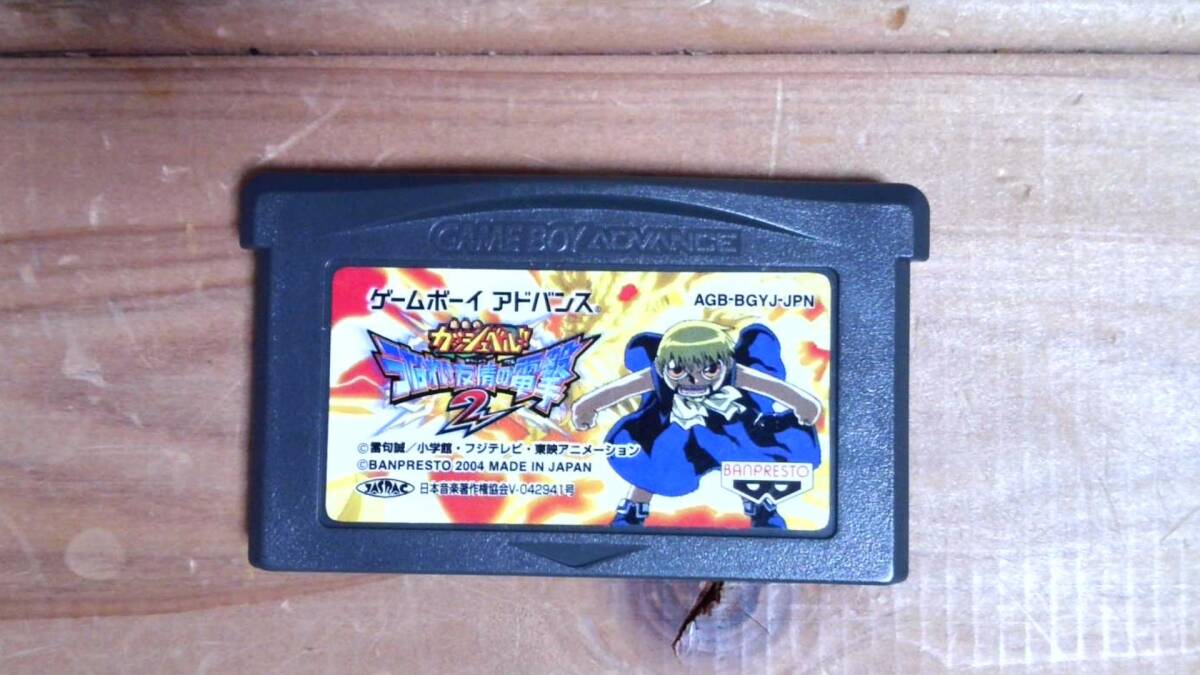 GAME BOY ADVANCE
ゲームボーイ アドバンス®
AGB-BGYJ-JPN
金色の
ガッシュベル!!
うなれ!友情の電撃
2
©雷句誠/小学館・フジテレビ・東映アニメーション
©BANPRESTO 2004 MADE IN JAPAN
JASRAC 日本音楽著作権協会V-042941号
BANPRESTO